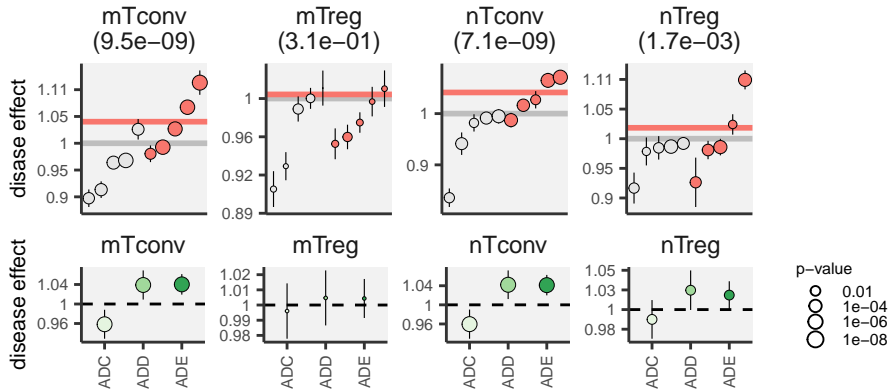 mTconv
(9.5e−09)
mTreg
(3.1e−01)
nTconv
(7.1e−09)
nTreg
(1.7e−03)
disease effect
1.11
1.05
1
0.95
0.9
1
0.96
0.92
0.89
1
0.9
1.11
1.05
1
0.95
0.9
mTconv
mTreg
nTconv
nTreg
disease effect
1.04
1
0.96
1.02
1.01
1
0.99
0.98
1.04
1
0.96
1.05
1.03
1
0.98
ADC
ADD
ADE
ADC
ADD
ADE
ADC
ADD
ADE
ADC
ADD
ADE
p−value
0.01
1e−04
1e−06
1e−08